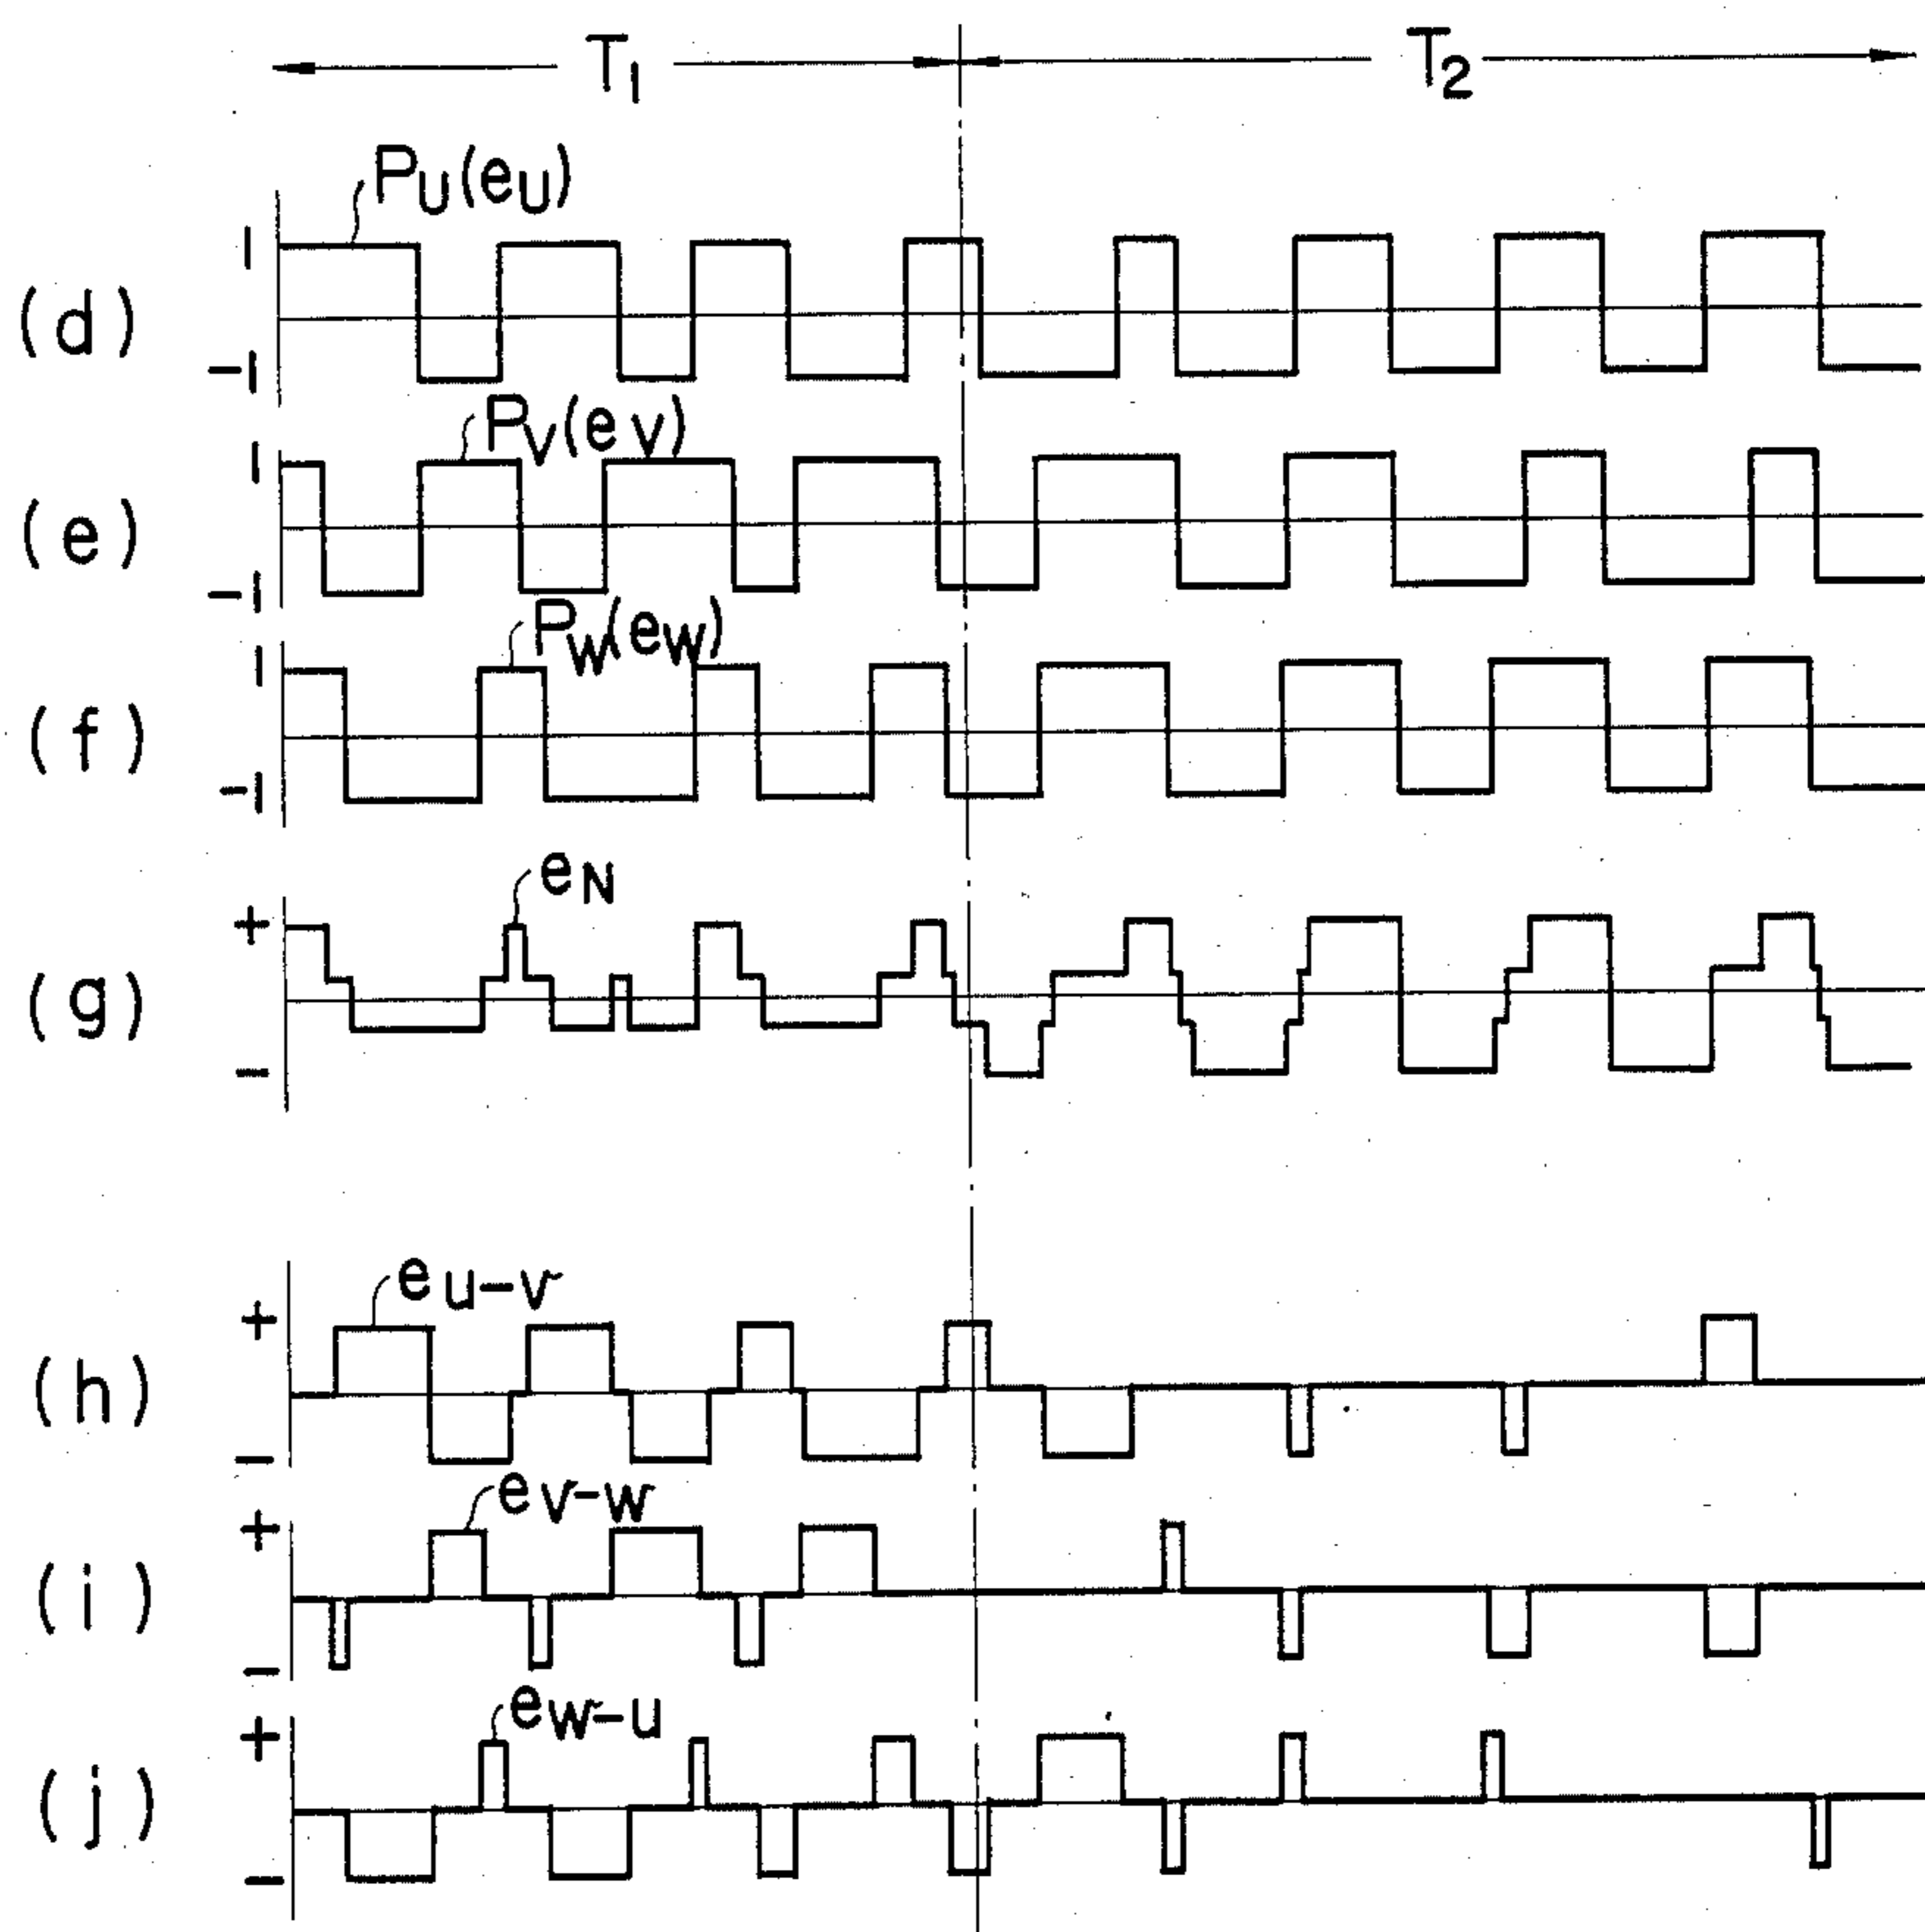 T1 T2
PU(eU)
1
(d)
-1
PV(eV)
1
(e)
-1
PW(eW)
1
(f)
-1
eN
+
(g)
-
eu-v
+
(h)
-
ev-w
+
(i)
-
ew-u
+
(j)
-